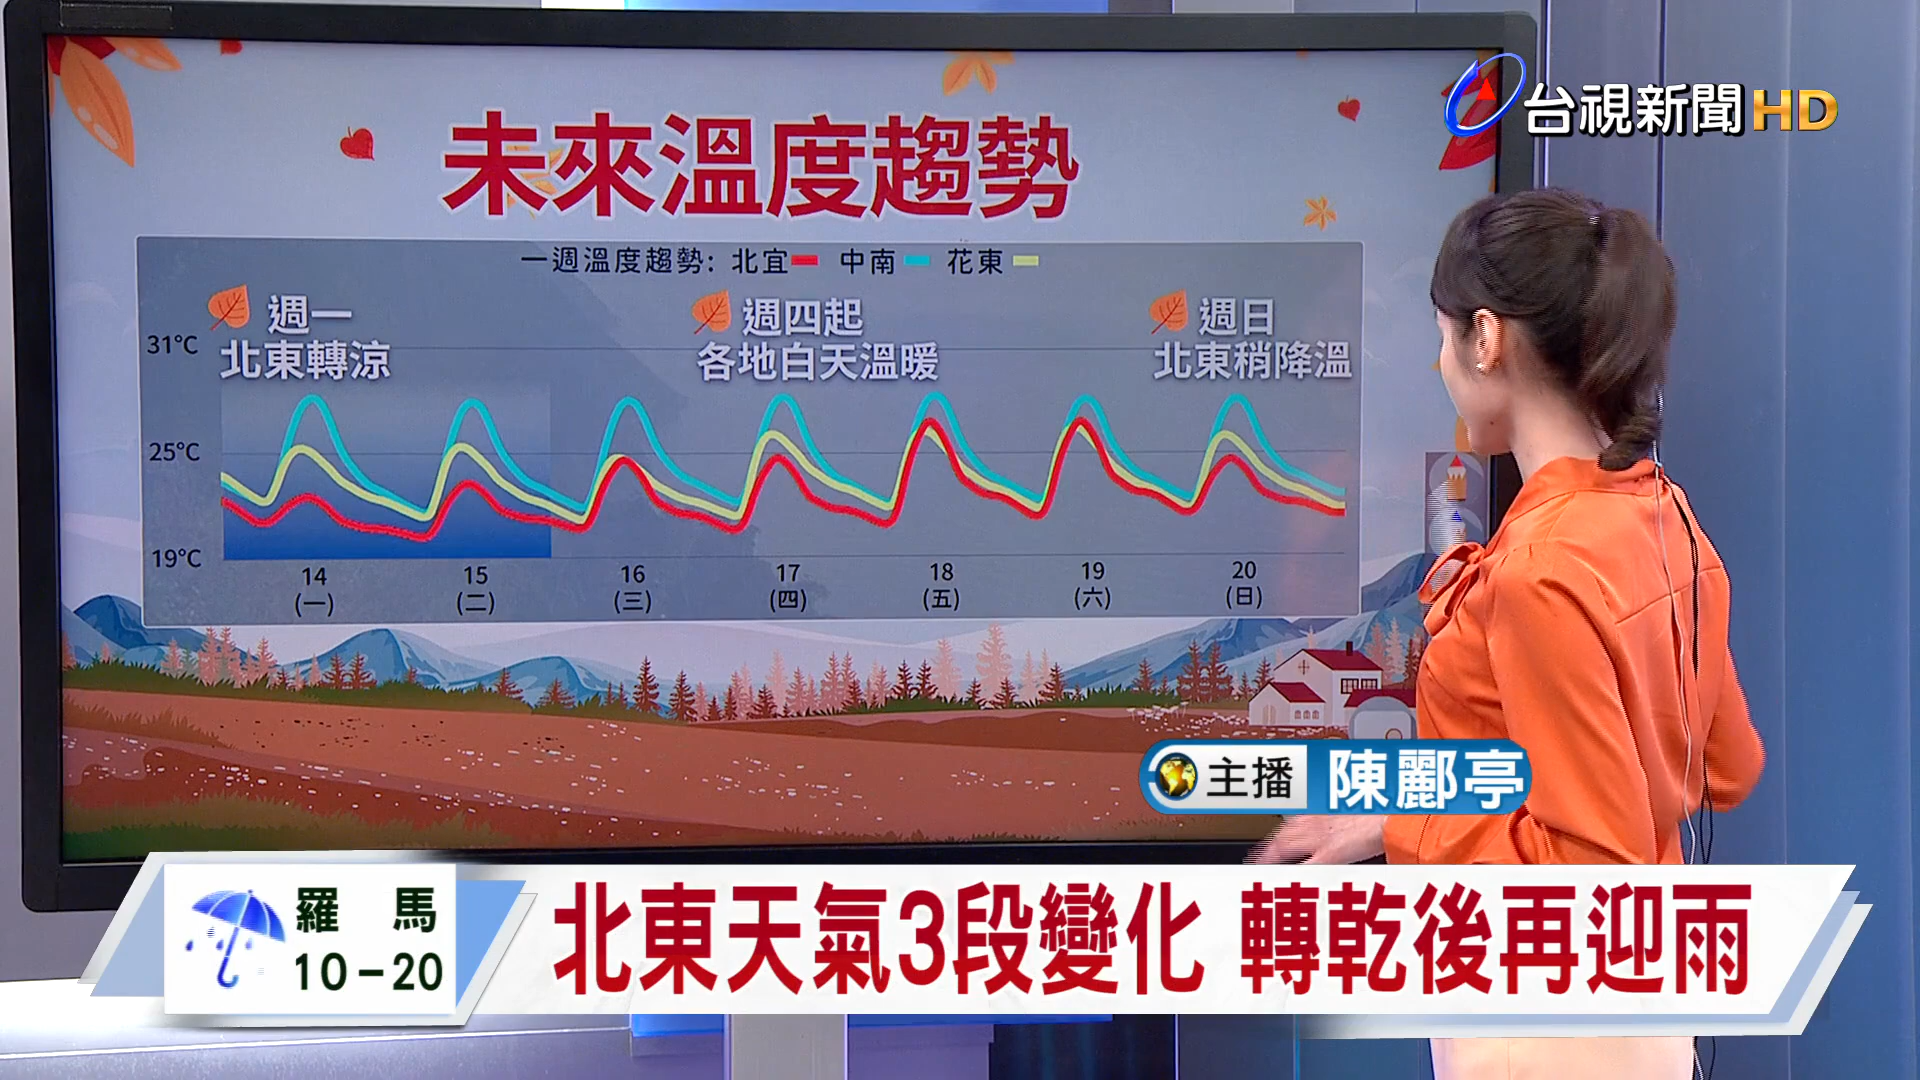 台視新聞HD
未來溫度趨勢
一週溫度趨勢: 北宜 中南 花東
週一
北東轉涼
週四起
各地白天溫暖
週日
北東稍降溫
31°C
25°C
19°C
14 15 16 17 18 19 20
(一) (二) (三) (四) (五) (六) (日)
主播 陳酈亭
羅馬
10-20
北東天氣3段變化 轉乾後再迎雨